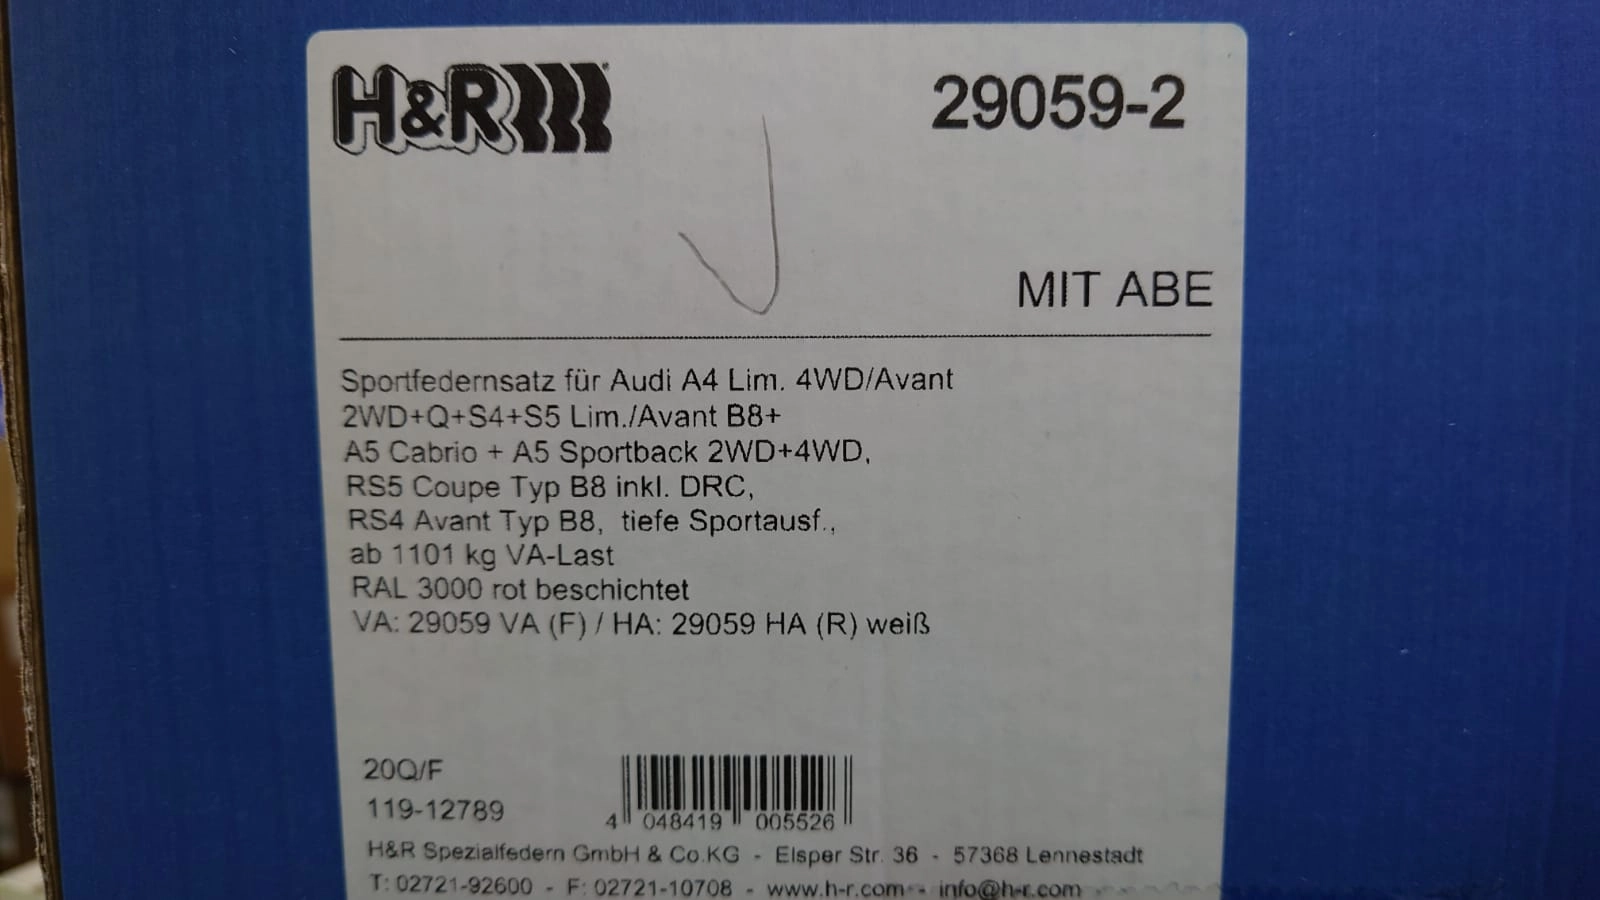 H&R
29059-2
MIT ABE
Sportfedernsatz für Audi A4 Lim. 4WD/Avant
2WD+Q+S4+S5 Lim./Avant B8+
A5 Cabrio + A5 Sportback 2WD+4WD,
RS5 Coupe Typ B8 inkl. DRC,
RS4 Avant Typ B8, tiefe Sportausf.,
ab 1101 kg VA-Last
RAL 3000 rot beschichtet
VA: 29059 VA (F) / HA: 29059 HA (R) weiß
20Q/F
119-12789
4 048419 005526
H&R Spezialfedern GmbH & Co.KG - Elsper Str. 36 - 57368 Lennestadt
T: 02721-92600 - F: 02721-10708 - www.h-r.com - info@h-r.com